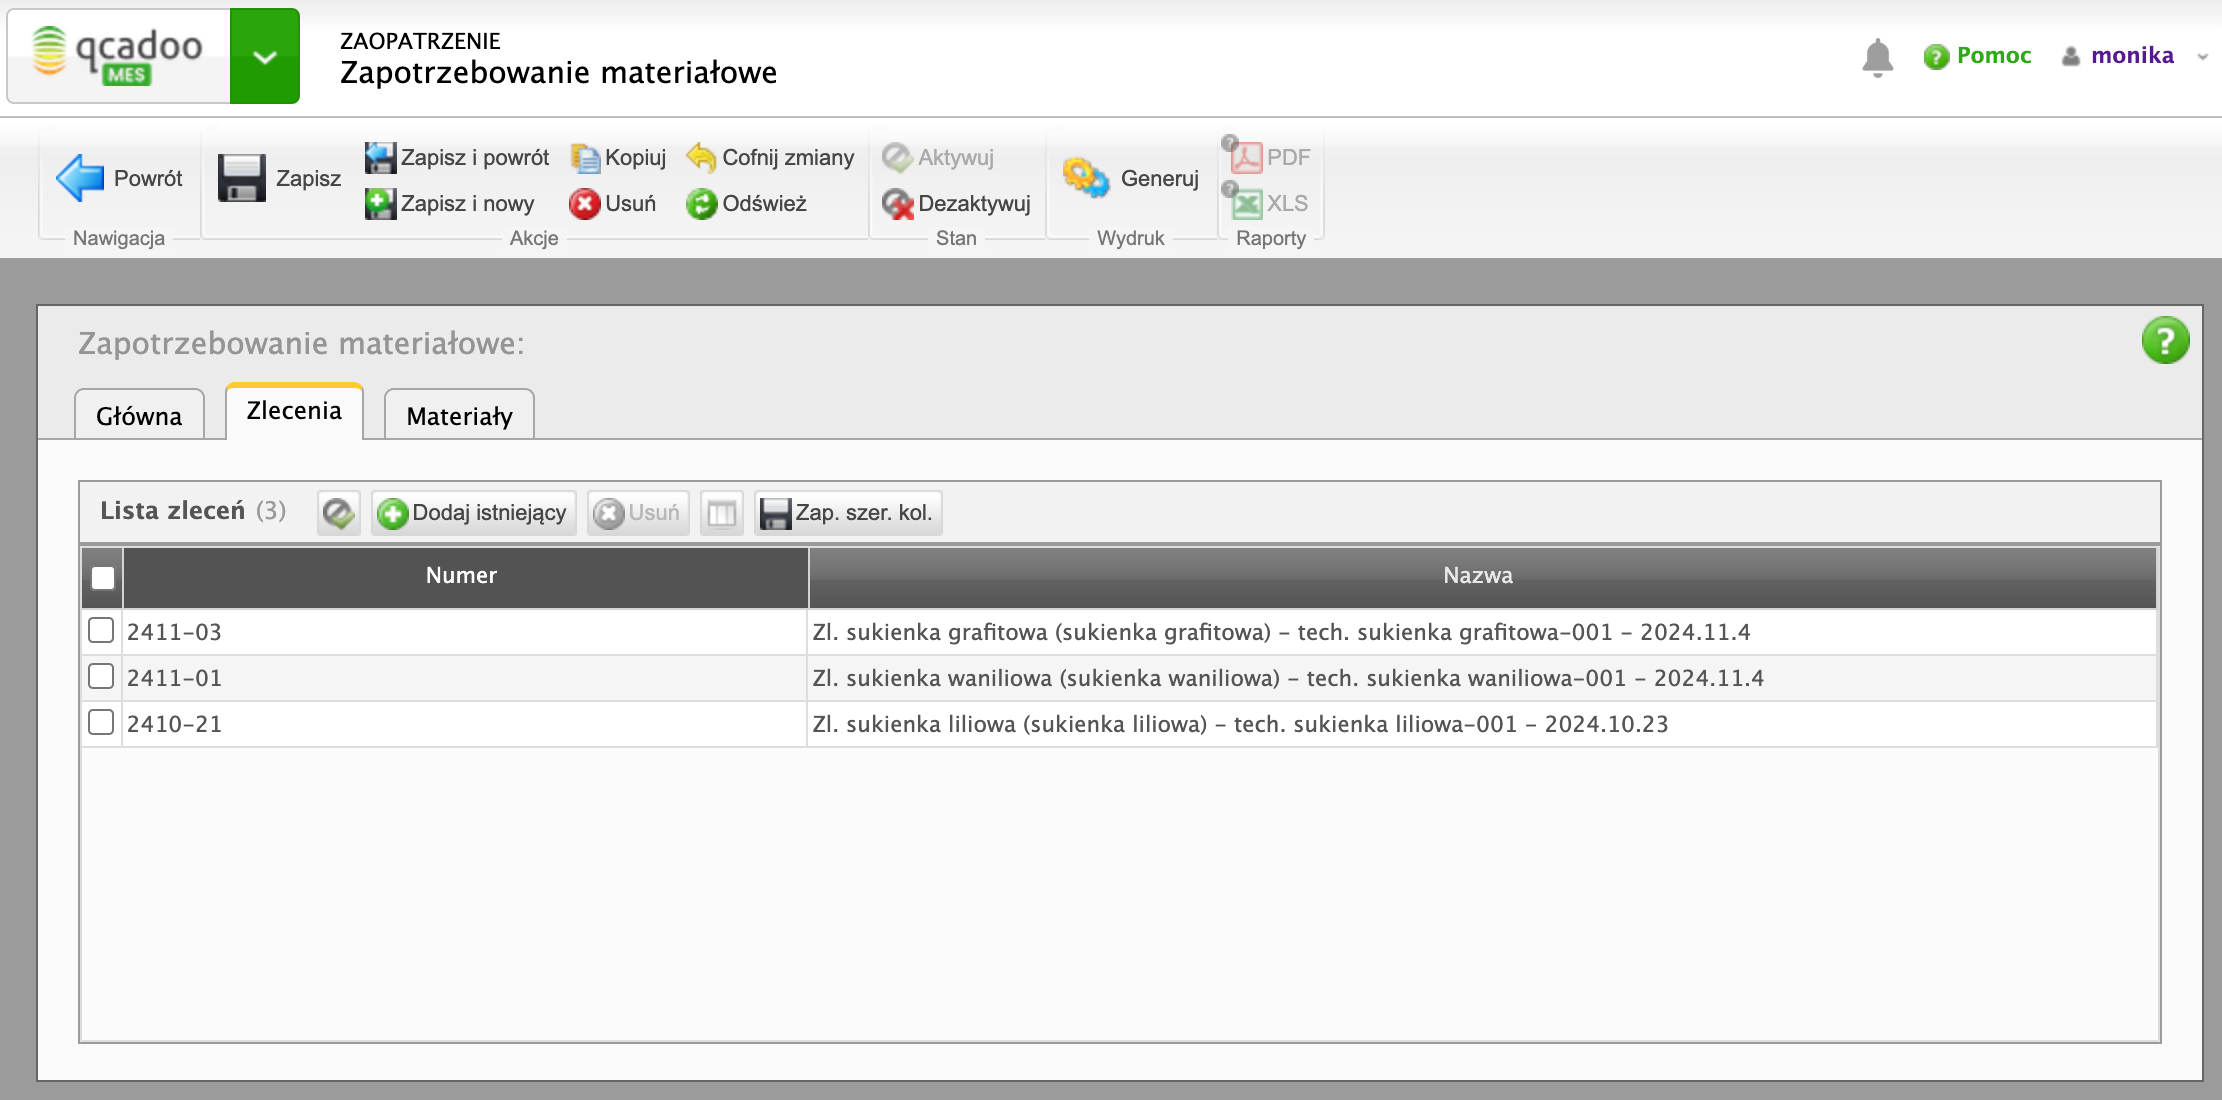 qcadoo
MES
ZAOPATRZENIE
Zapotrzebowanie materiałowe
Pomoc
monika
Powrót
Nawigacja
Zapisz
Zapisz i powrót
Kopiuj
Cofnij zmiany
Zapisz i nowy
Usuń
Odśwież
Akcje
Aktywuj
Dezaktywuj
Stan
Generuj
Wydruk
PDF
XLS
Raporty
Zapotrzebowanie materiałowe:
Główna
Zlecenia
Materiały
Lista zleceń (3)
Dodaj istniejący
Usuń
Zap. szer. kol.
Numer Nazwa
2411-03 Zl. sukienka grafitowa (sukienka grafitowa) - tech. sukienka grafitowa-001 - 2024.11.4
2411-01 Zl. sukienka waniliowa (sukienka waniliowa) - tech. sukienka waniliowa-001 - 2024.11.4
2410-21 Zl. sukienka liliowa (sukienka liliowa) - tech. sukienka liliowa-001 - 2024.10.23